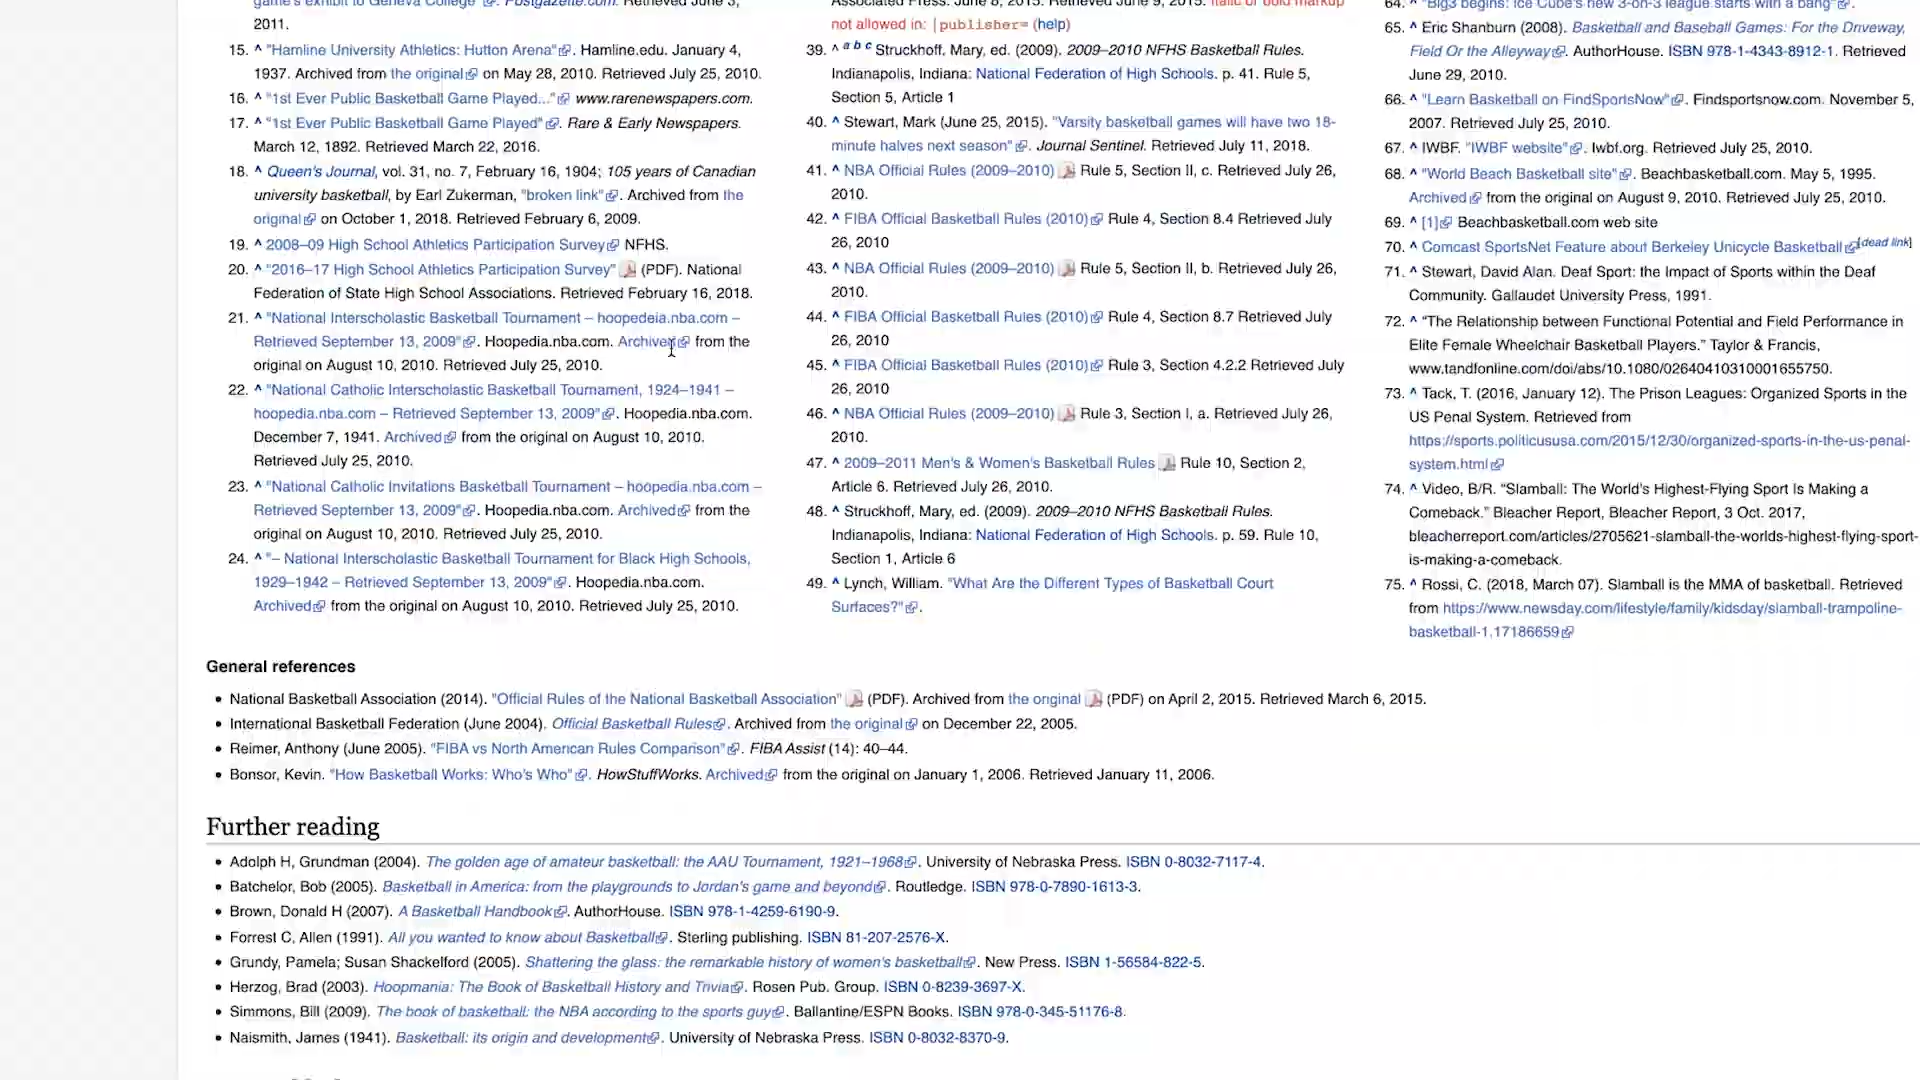 game's exhibit to Geneva College". Postgazette.com. Retrieved June 3,
2011.
15. ^ "Hamline University Athletics: Hutton Arena". Hamline.edu. January 4,
1937. Archived from the original on May 28, 2010. Retrieved July 25, 2010.
16. ^ "1st Ever Public Basketball Game Played..." www.rarenewspapers.com.
17. ^ "1st Ever Public Basketball Game Played". Rare & Early Newspapers.
March 12, 1892. Retrieved March 22, 2016.
18. ^ Queen's Journal, vol. 31, no. 7, February 16, 1904; 105 years of Canadian
university basketball, by Earl Zukerman, "broken link". Archived from the
original on October 1, 2018. Retrieved February 6, 2009.
19. ^ 2008–09 High School Athletics Participation Survey NFHS.
20. ^ "2016–17 High School Athletics Participation Survey" (PDF). National
Federation of State High School Associations. Retrieved February 16, 2018.
21. ^ "National Interscholastic Basketball Tournament – hoopedeia.nba.com –
Retrieved September 13, 2009". Hoopedia.nba.com. Archived from the
original on August 10, 2010. Retrieved July 25, 2010.
22. ^ "National Catholic Interscholastic Basketball Tournament, 1924–1941 –
hoopedia.nba.com – Retrieved September 13, 2009". Hoopedia.nba.com.
December 7, 1941. Archived from the original on August 10, 2010.
Retrieved July 25, 2010.
23. ^ "National Catholic Invitations Basketball Tournament – hoopedia.nba.com –
Retrieved September 13, 2009". Hoopedia.nba.com. Archived from the
original on August 10, 2010. Retrieved July 25, 2010.
24. ^ "– National Interscholastic Basketball Tournament for Black High Schools,
1929–1942 – Retrieved September 13, 2009". Hoopedia.nba.com.
Archived from the original on August 10, 2010. Retrieved July 25, 2010.
Associated Press. June 8, 2015. Retrieved June 9, 2015. Italic or bold markup
not allowed in: |publisher= (help)
39. ^ a b c Struckhoff, Mary, ed. (2009). 2009–2010 NFHS Basketball Rules.
Indianapolis, Indiana: National Federation of High Schools. p. 41. Rule 5,
Section 5, Article 1
40. ^ Stewart, Mark (June 25, 2015). "Varsity basketball games will have two 18-
minute halves next season". Journal Sentinel. Retrieved July 11, 2018.
41. ^ NBA Official Rules (2009–2010) Rule 5, Section II, c. Retrieved July 26,
2010.
42. ^ FIBA Official Basketball Rules (2010) Rule 4, Section 8.4 Retrieved July
26, 2010
43. ^ NBA Official Rules (2009–2010) Rule 5, Section II, b. Retrieved July 26,
2010.
44. ^ FIBA Official Basketball Rules (2010) Rule 4, Section 8.7 Retrieved July
26, 2010
45. ^ FIBA Official Basketball Rules (2010) Rule 3, Section 4.2.2 Retrieved July
26, 2010
46. ^ NBA Official Rules (2009–2010) Rule 3, Section I, a. Retrieved July 26,
2010.
47. ^ 2009–2011 Men's & Women's Basketball Rules Rule 10, Section 2,
Article 6. Retrieved July 26, 2010.
48. ^ Struckhoff, Mary, ed. (2009). 2009–2010 NFHS Basketball Rules.
Indianapolis, Indiana: National Federation of High Schools. p. 59. Rule 10,
Section 1, Article 6
49. ^ Lynch, William. "What Are the Different Types of Basketball Court
Surfaces?".
64. ^ "Big3 begins: Ice Cube's new 3-on-3 league starts with a bang".
65. ^ Eric Shanburn (2008). Basketball and Baseball Games: For the Driveway,
Field Or the Alleyway. AuthorHouse. ISBN 978-1-4343-8912-1. Retrieved
June 29, 2010.
66. ^ "Learn Basketball on FindSportsNow". Findsportsnow.com. November 5,
2007. Retrieved July 25, 2010.
67. ^ IWBF. "IWBF website". Iwbf.org. Retrieved July 25, 2010.
68. ^ "World Beach Basketball site". Beachbasketball.com. May 5, 1995.
Archived from the original on August 9, 2010. Retrieved July 25, 2010.
69. ^ [1] Beachbasketball.com web site
70. ^ Comcast SportsNet Feature about Berkeley Unicycle Basketball [dead link]
71. ^ Stewart, David Alan. Deaf Sport: the Impact of Sports within the Deaf
Community. Gallaudet University Press, 1991.
72. ^ “The Relationship between Functional Potential and Field Performance in
Elite Female Wheelchair Basketball Players.” Taylor & Francis,
www.tandfonline.com/doi/abs/10.1080/02640410310001655750.
73. ^ Tack, T. (2016, January 12). The Prison Leagues: Organized Sports in the
US Penal System. Retrieved from
https://sports.politicususa.com/2015/12/30/organized-sports-in-the-us-penal-
system.html
74. ^ Video, B/R. “Slamball: The World's Highest-Flying Sport Is Making a
Comeback.” Bleacher Report, Bleacher Report, 3 Oct. 2017,
bleacherreport.com/articles/2705621-slamball-the-worlds-highest-flying-sport-
is-making-a-comeback.
75. ^ Rossi, C. (2018, March 07). Slamball is the MMA of basketball. Retrieved
from https://www.newsday.com/lifestyle/family/kidsday/slamball-trampoline-
basketball-1.17186659
General references
• National Basketball Association (2014). "Official Rules of the National Basketball Association" (PDF). Archived from the original (PDF) on April 2, 2015. Retrieved March 6, 2015.
• International Basketball Federation (June 2004). Official Basketball Rules. Archived from the original on December 22, 2005.
• Reimer, Anthony (June 2005). "FIBA vs North American Rules Comparison". FIBA Assist (14): 40–44.
• Bonsor, Kevin. "How Basketball Works: Who's Who". HowStuffWorks. Archived from the original on January 1, 2006. Retrieved January 11, 2006.
Further reading
• Adolph H, Grundman (2004). The golden age of amateur basketball: the AAU Tournament, 1921–1968. University of Nebraska Press. ISBN 0-8032-7117-4.
• Batchelor, Bob (2005). Basketball in America: from the playgrounds to Jordan's game and beyond. Routledge. ISBN 978-0-7890-1613-3.
• Brown, Donald H (2007). A Basketball Handbook. AuthorHouse. ISBN 978-1-4259-6190-9.
• Forrest C, Allen (1991). All you wanted to know about Basketball. Sterling publishing. ISBN 81-207-2576-X.
• Grundy, Pamela; Susan Shackelford (2005). Shattering the glass: the remarkable history of women's basketball. New Press. ISBN 1-56584-822-5.
• Herzog, Brad (2003). Hoopmania: The Book of Basketball History and Trivia. Rosen Pub. Group. ISBN 0-8239-3697-X.
• Simmons, Bill (2009). The book of basketball: the NBA according to the sports guy. Ballantine/ESPN Books. ISBN 978-0-345-51176-8.
• Naismith, James (1941). Basketball: its origin and development. University of Nebraska Press. ISBN 0-8032-8370-9.